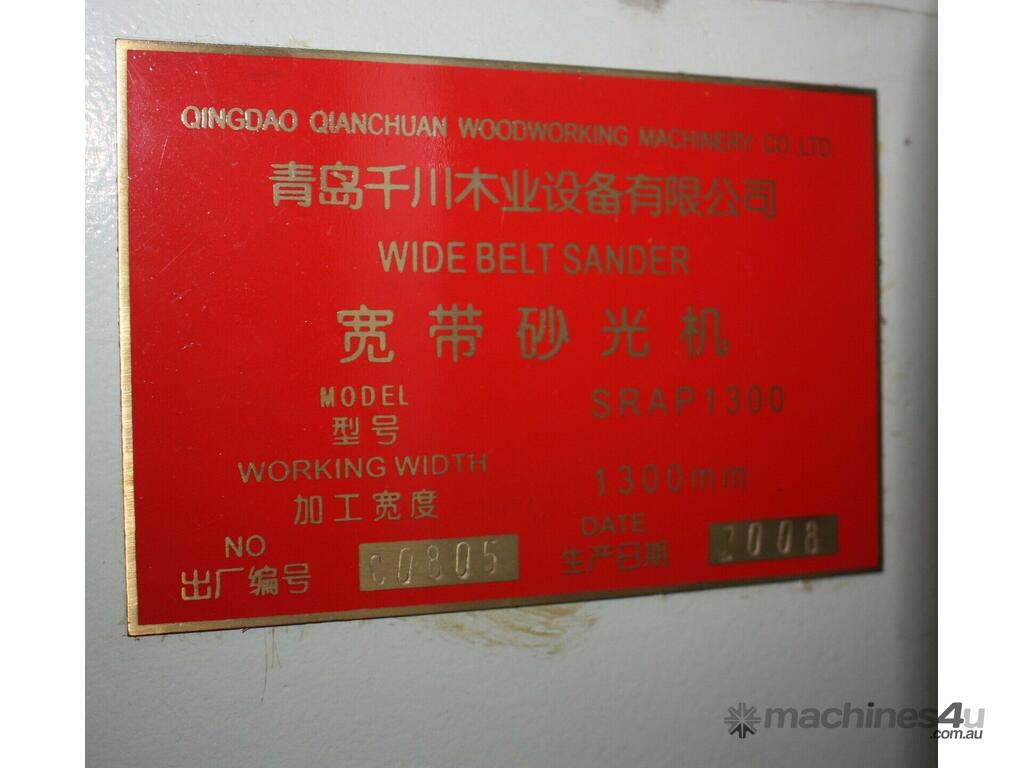 QINGDAO QIANCHUAN WOODWORKING MACHINERY CO.,LTD.
青岛千川木业设备有限公司
WIDE BELT SANDER
宽带砂光机
MODEL SRAP1300
型号
WORKING WIDTH 1300mm
加工宽度
NO DATE
出厂编号 C0805 生产日期 2008
machines4u
.com.au